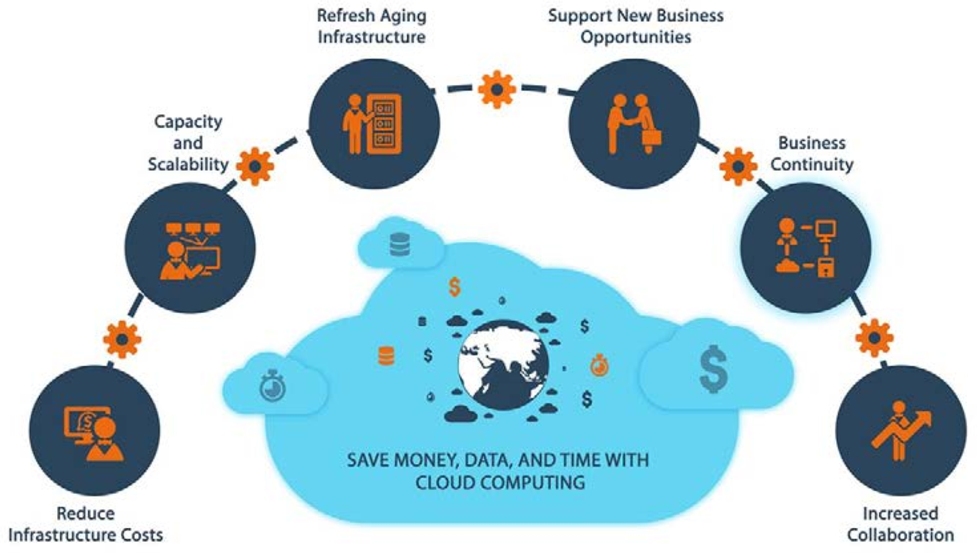 Refresh Aging
Infrastructure
Support New Business
Opportunities
Capacity
and
Scalability
Business
Continuity
$
$
$
$
$
SAVE MONEY, DATA, AND TIME WITH
CLOUD COMPUTING
Reduce
Infrastructure Costs
Increased
Collaboration